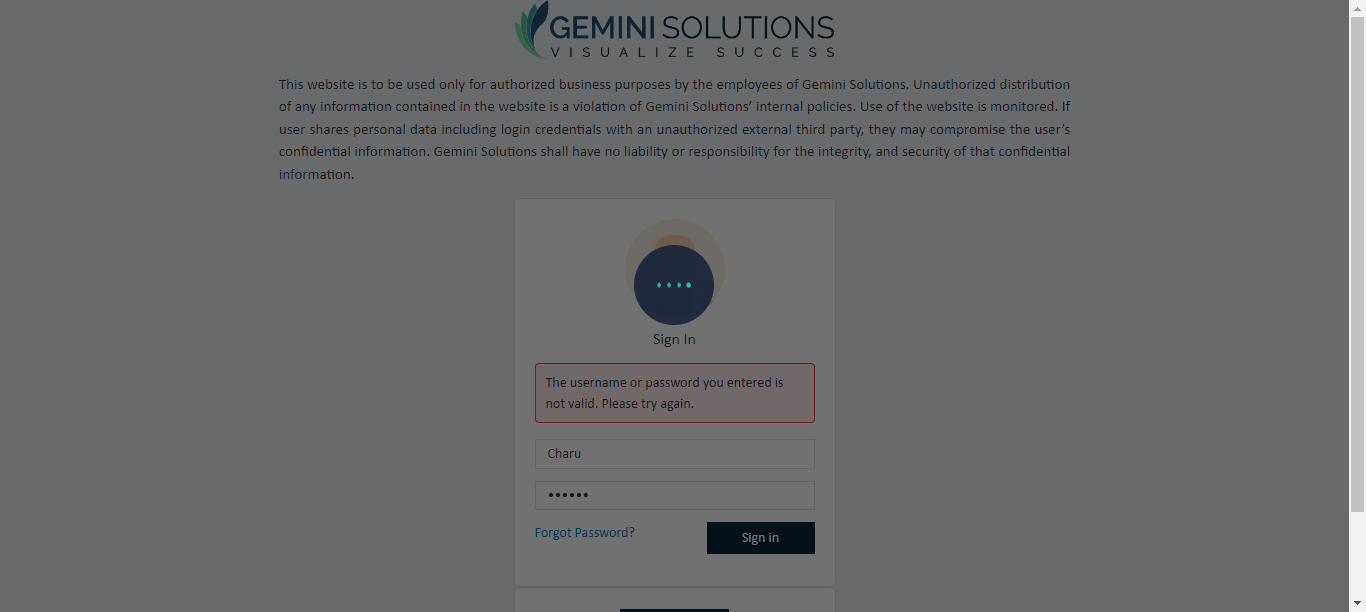 GEMINI SOLUTIONS
VISUALIZE SUCCESS
This website is to be used only for authorized business purposes by the employees of Gemini Solutions. Unauthorized distribution
of any information contained in the website is a violation of Gemini Solutions’ internal policies. Use of the website is monitored. If
user shares personal data including login credentials with an unauthorized external third party, they may compromise the user’s
confidential information. Gemini Solutions shall have no liability or responsibility for the integrity, and security of that confidential
information.
Sign In
The username or password you entered is
not valid. Please try again.
Charu
••••••
Forgot Password?
Sign in